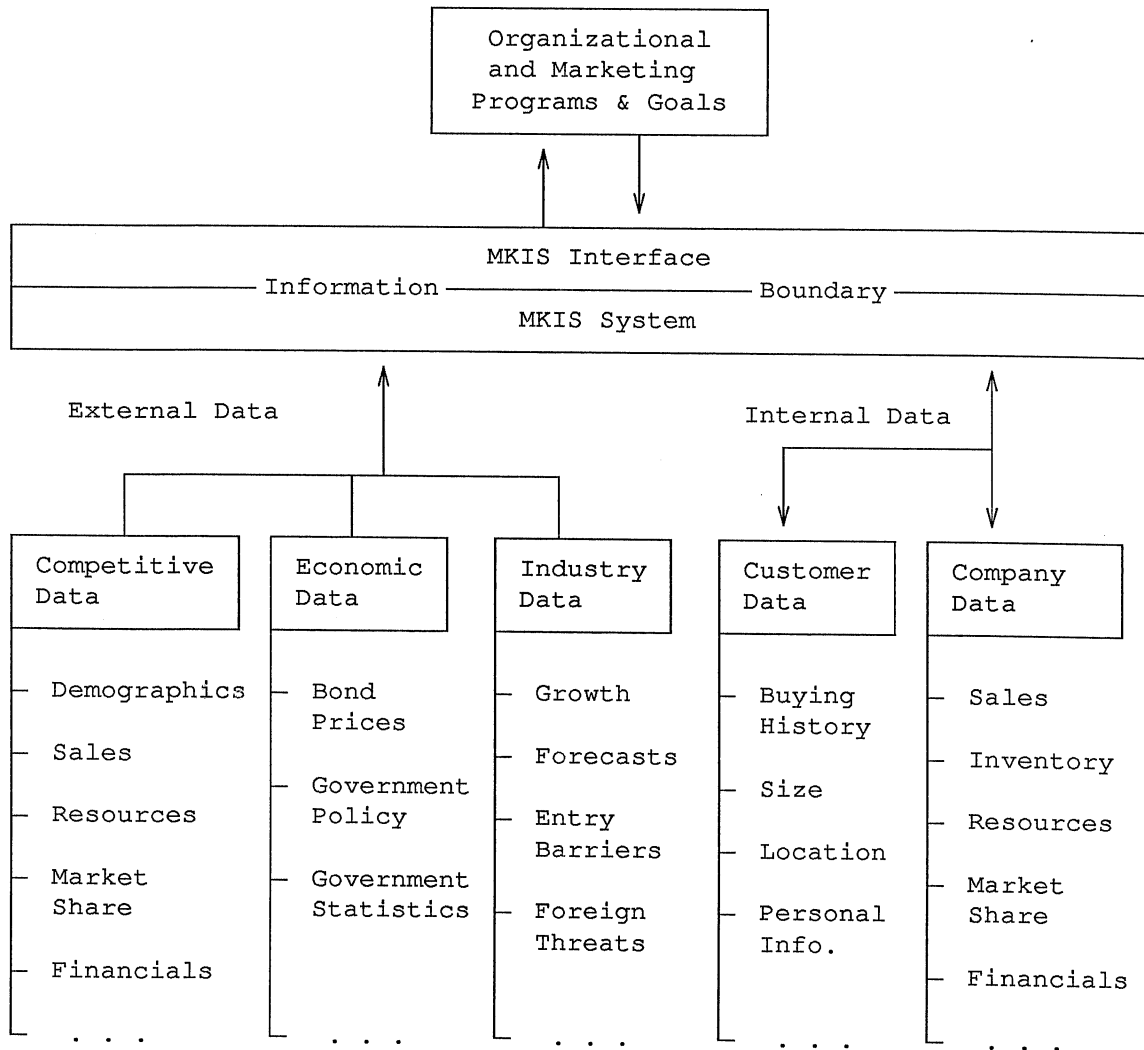 Organizational
and Marketing
Programs & Goals
MKIS Interface
Information
Boundary
MKIS System
External Data
Internal Data
Competitive
Data
Demographics
Sales
Resources
Market
Share
Financials
. . .
Economic
Data
Bond
Prices
Government
Policy
Government
Statistics
. . .
Industry
Data
Growth
Forecasts
Entry
Barriers
Foreign
Threats
. . .
Customer
Data
Buying
History
Size
Location
Personal
Info.
. . .
Company
Data
Sales
Inventory
Resources
Market
Share
Financials
. . .